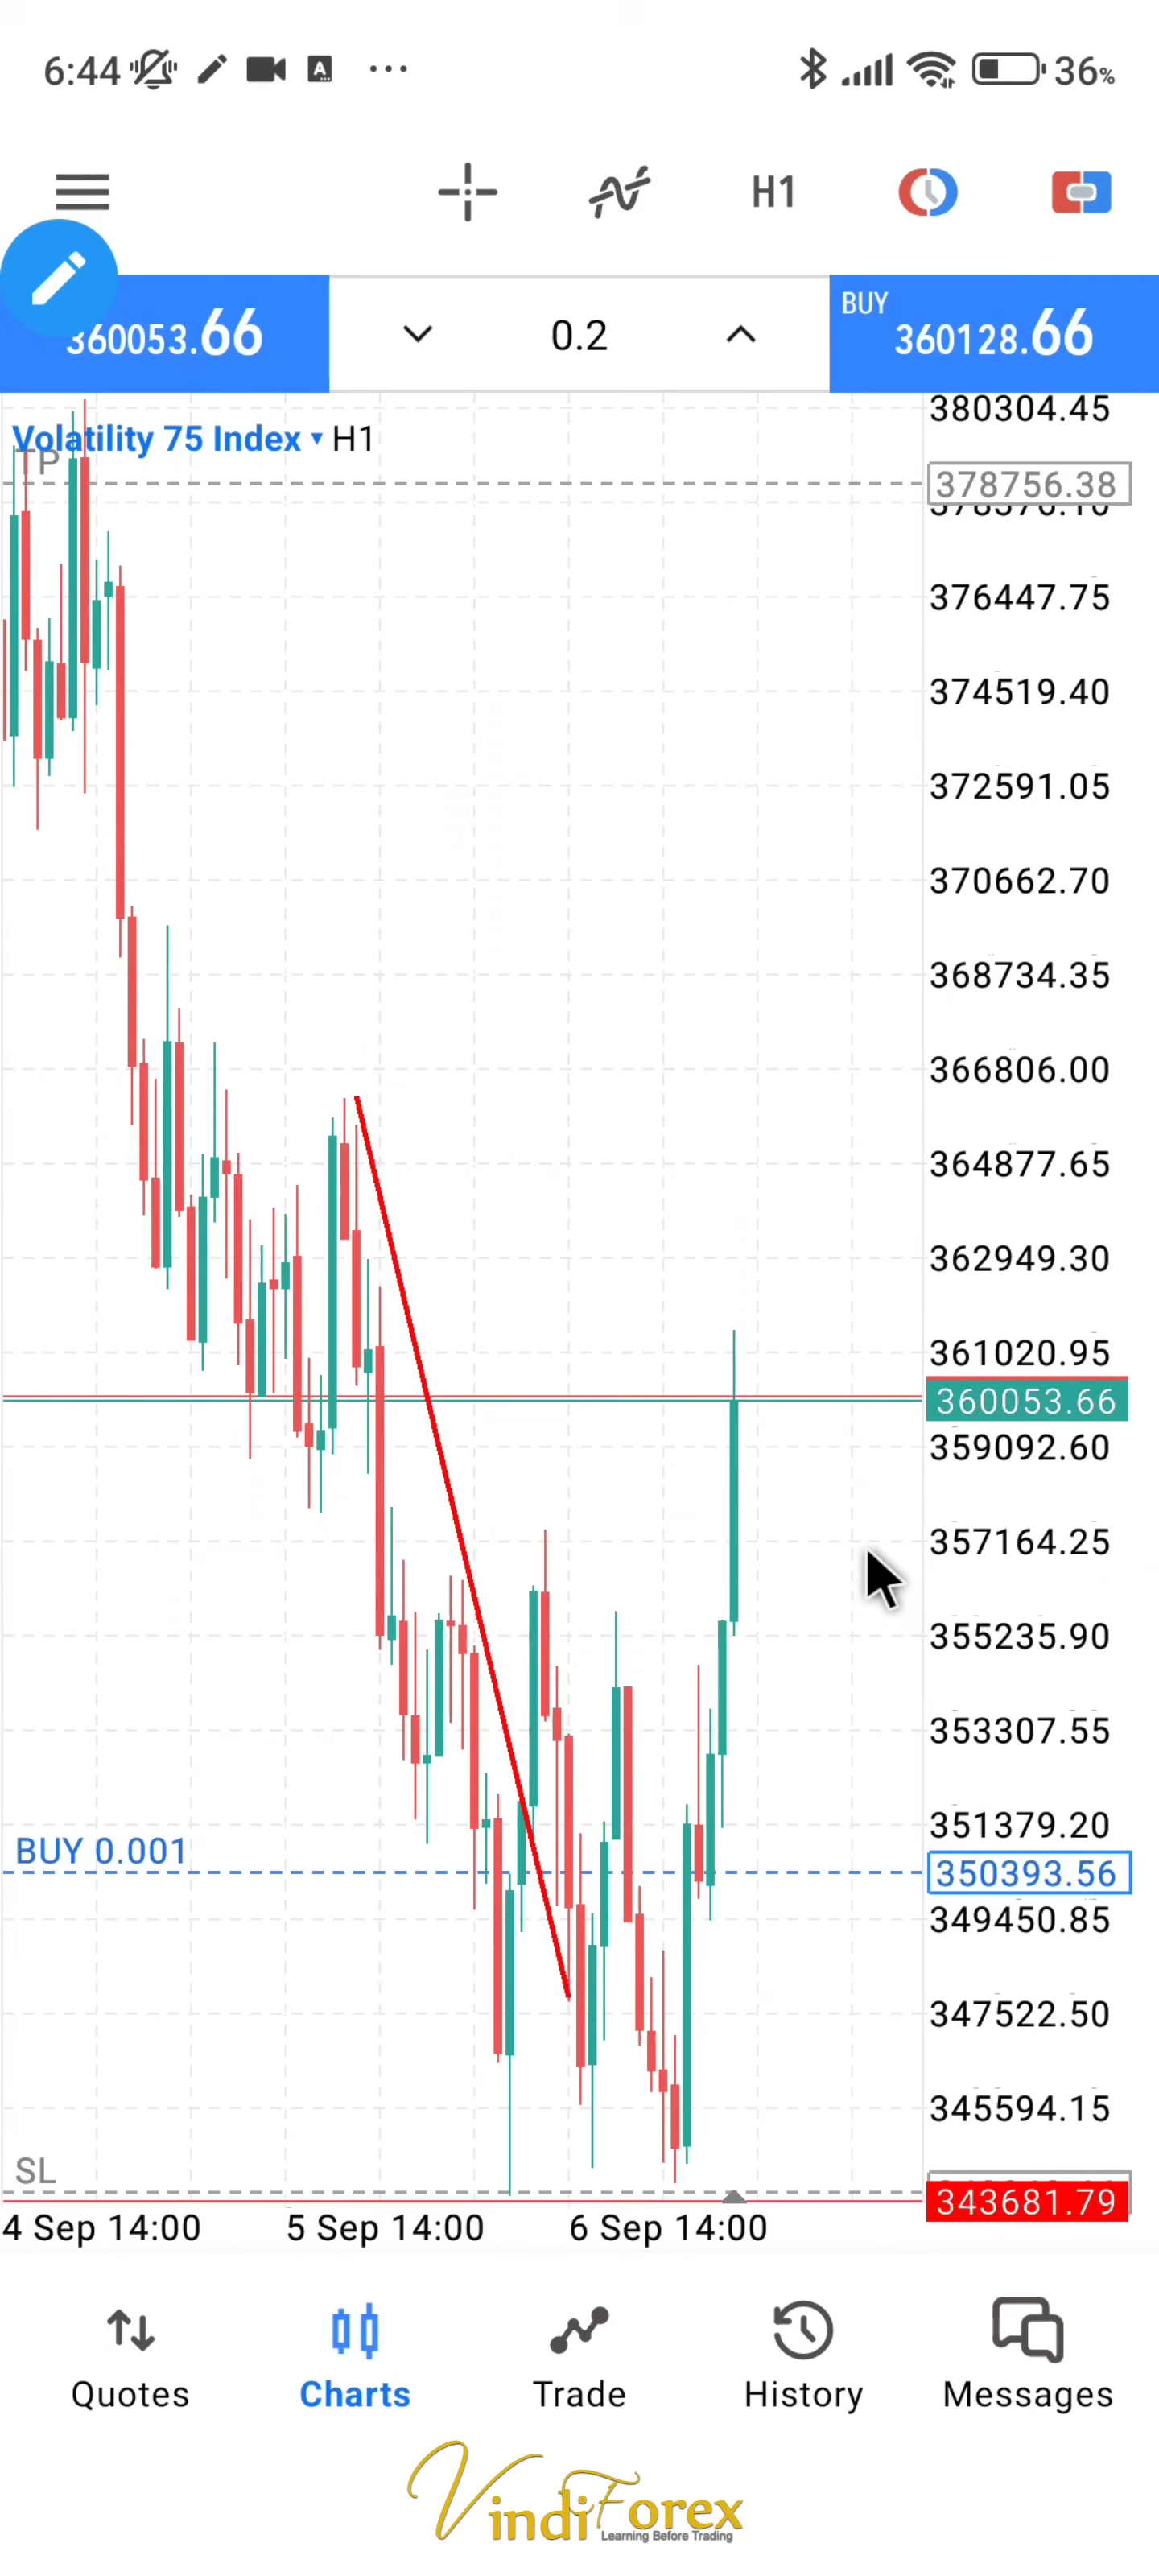 6:44 A ... 36%
H1
360053.66 0.2 BUY 360128.66
380304.45
Volatility 75 Index H1
TP
378756.38
376447.75
374519.40
372591.05
370662.70
368734.35
366806.00
364877.65
362949.30
361020.95
360053.66
359092.60
357164.25
355235.90
353307.55
351379.20
BUY 0.001
350393.56
349450.85
347522.50
345594.15
SL
343681.79
4 Sep 14:00 5 Sep 14:00 6 Sep 14:00
Quotes Charts Trade History Messages
VindiForex
Learning Before Trading